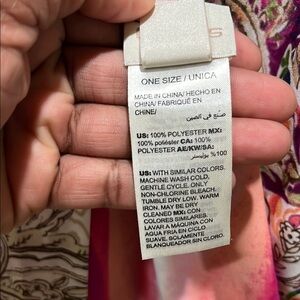 S
ONE SIZE / UNICA
MADE IN CHINA/ HECHO EN
CHINA/ FABRIQUÉ EN
CHINE/
صنع في الصين
US: 100% POLYESTER MX:
100% poliéster CA: 100%
POLYESTER AE/KW/SA:
100% بوليستر
US: WITH SIMILAR COLORS.
MACHINE WASH COLD,
GENTLE CYCLE. ONLY
NON-CHLORINE BLEACH.
TUMBLE DRY LOW. WARM
IRON. MAY BE DRY
CLEANED MX: CON
COLORES SIMILARES.
LAVAR A MÁQUINA CON
AGUA FRÍA EN CICLO
SUAVE. SOLAMENTE
BLANQUEADOR SIN CLORO.